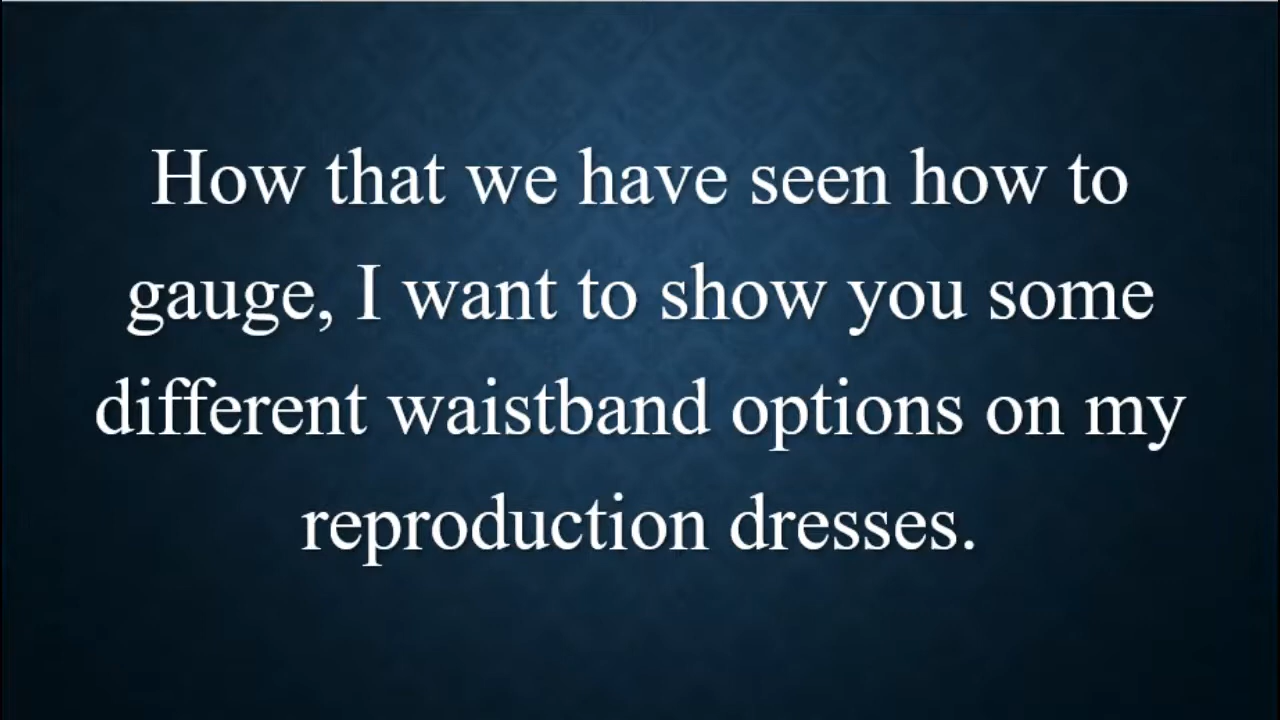 How that we have seen how to
gauge, I want to show you some
different waistband options on my
reproduction dresses.